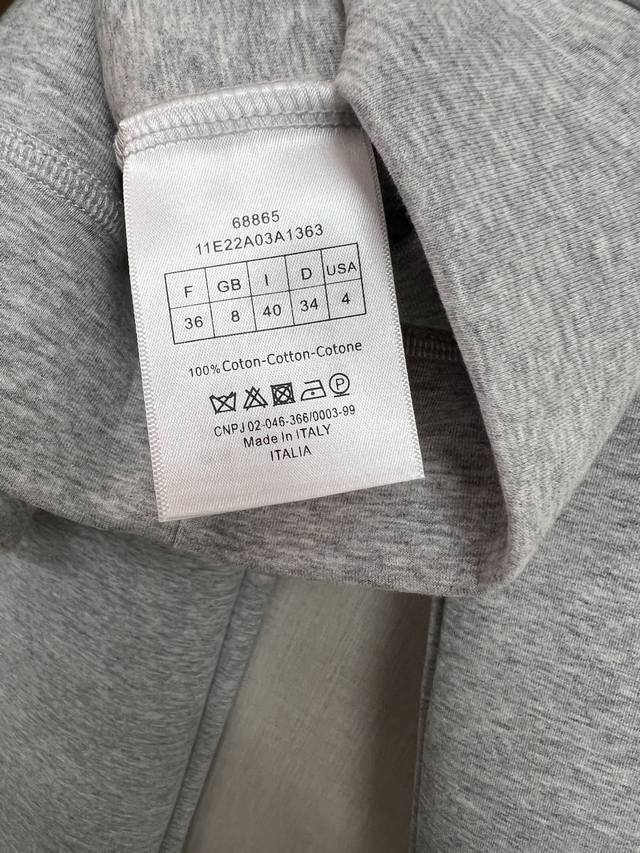 68865
11E22A03A1363
F GB I D USA
36 8 40 34 4
100% Coton-Cotton-Cotone
P
CNPJ 02-046-366/0003-99
Made In ITALY
ITALIA